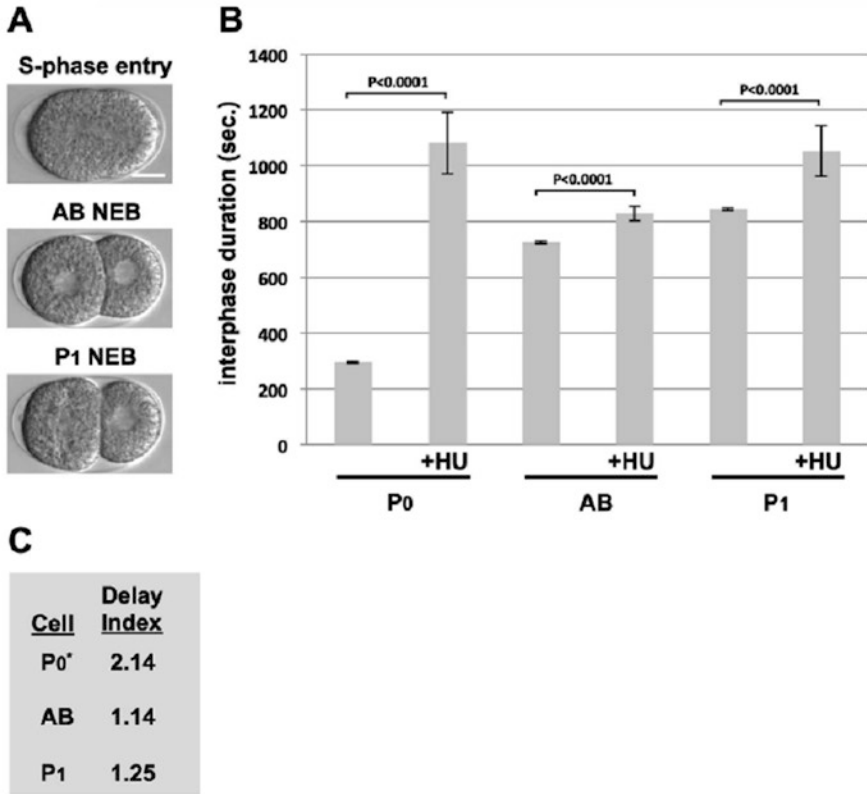 A
S-phase entry
AB NEB
P1 NEB
B
interphase duration (sec.)
1400
1200
1000
800
600
400
200
0
P<0.0001
P<0.0001
P<0.0001
+HU
+HU
+HU
P0
AB
P1
C
Cell Delay Index
P0* 2.14
AB 1.14
P1 1.25